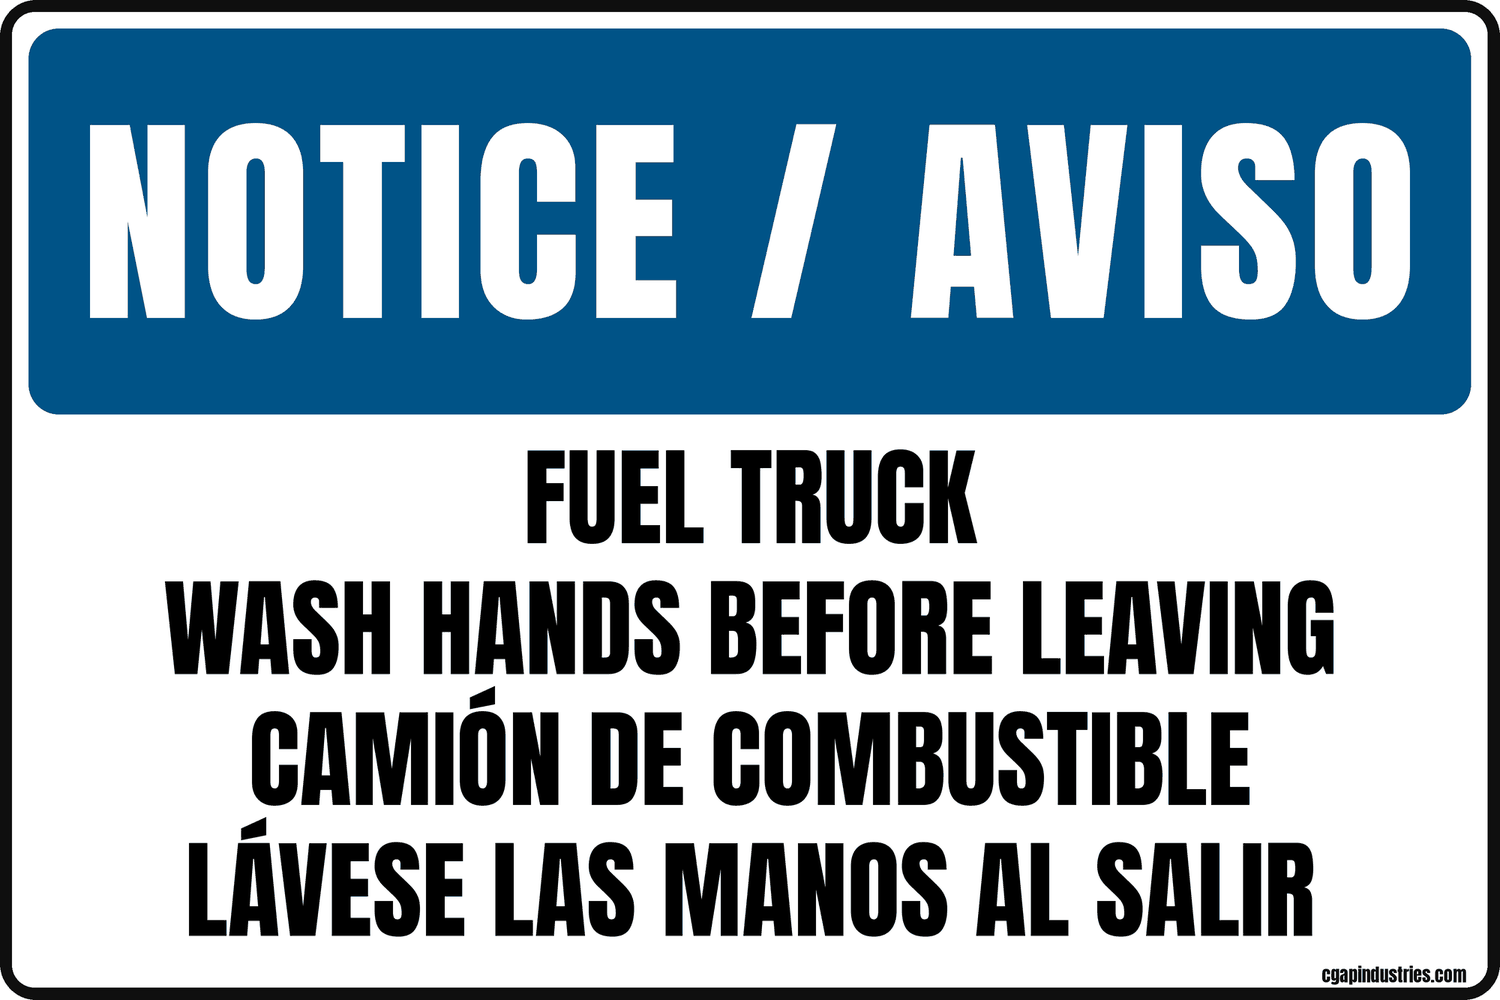 NOTICE / AVISO
FUEL TRUCK
WASH HANDS BEFORE LEAVING
CAMIÓN DE COMBUSTIBLE
LÁVESE LAS MANOS AL SALIR
cgapindustries.com